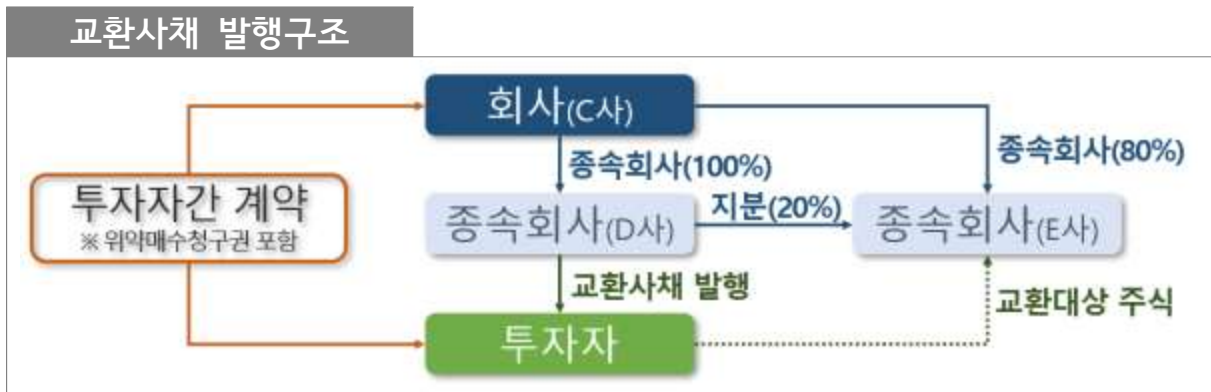 교환사채 발행구조
회사(C사)
종속회사(100%)
종속회사(80%)
투자자간 계약
※ 위약매수청구권 포함
종속회사(D사)
지분(20%)
종속회사(E사)
교환사채 발행
교환대상 주식
투자자